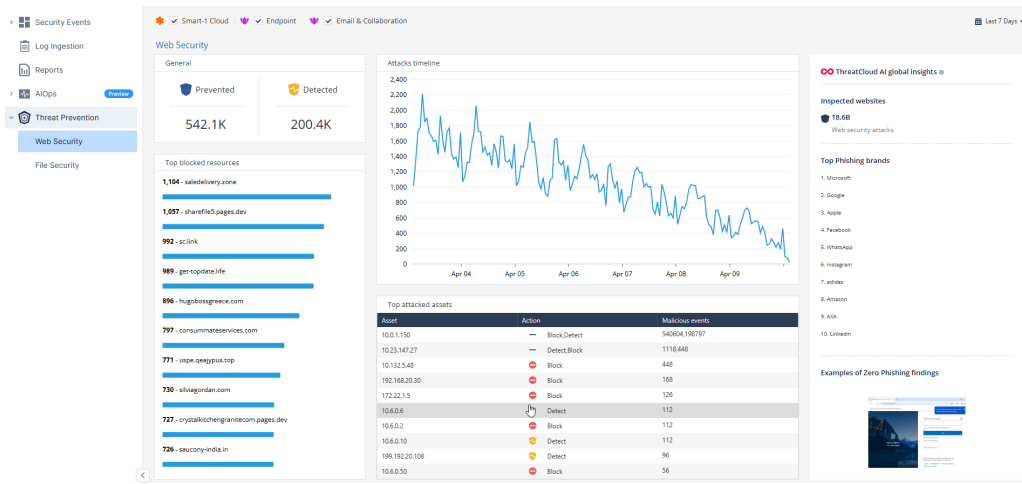 Security Events
Log Ingestion
Reports
AIOps
Preview
Threat Prevention
Web Security
File Security
Smart-1 Cloud
Endpoint
Email & Collaboration
Last 7 Days
Web Security
General
Prevented
Detected
542.1K
200.4K
Top blocked resources
1,104 - saledelivery.zone
1,057 - sharefile5.pages.dev
992 - sc.link
989 - get-topdate.life
896 - hugobossgreece.com
797 - consummateservices.com
771 - uspe.qeajypus.top
730 - silviagordan.com
727 - crystalkitchengranitecom.pages.dev
726 - saucony-india.in
Attacks timeline
2,400
2,200
2,000
1,800
1,600
1,400
1,200
1,000
800
600
400
200
0
Apr 04 Apr 05 Apr 06 Apr 07 Apr 08 Apr 09
Top attacked assets
Asset Action Malicious events
10.0.1.150 Block,Detect 540604,198797
10.23.147.27 Detect,Block 1118,448
10.132.5.48 Block 448
192.168.20.30 Block 168
172.22.1.5 Block 126
10.6.0.6 Detect 112
10.6.0.2 Block 112
10.6.0.10 Detect 112
199.192.20.108 Detect 96
10.6.0.50 Block 56
ThreatCloud AI global insights
Inspected websites
18.6B
Web security attacks
Top Phishing brands
1. Microsoft
2. Google
3. Apple
4. Facebook
5. WhatsApp
6. Instagram
7. adidas
8. Amazon
9. AXA
10. Linkedin
Examples of Zero Phishing findings